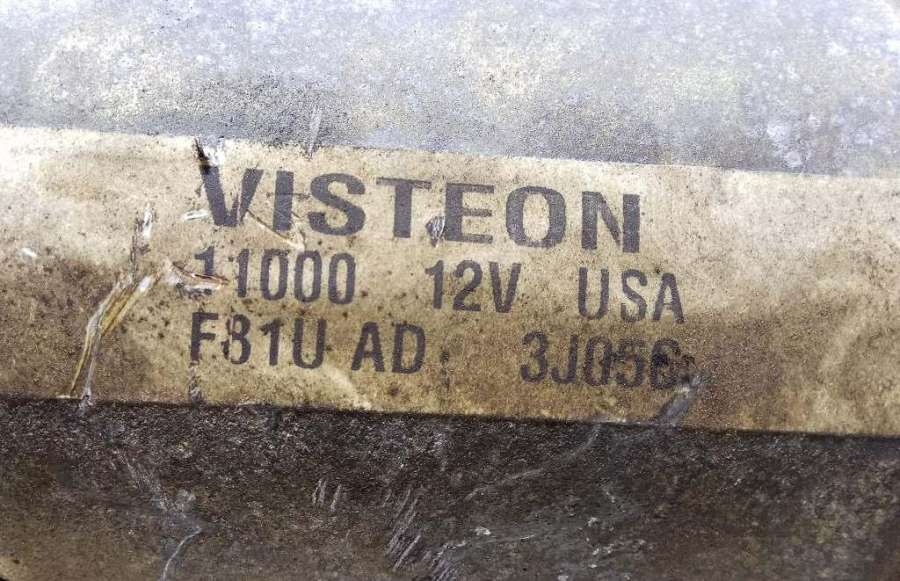 VISTEON
11000 12V USA
F81U AD 3J056